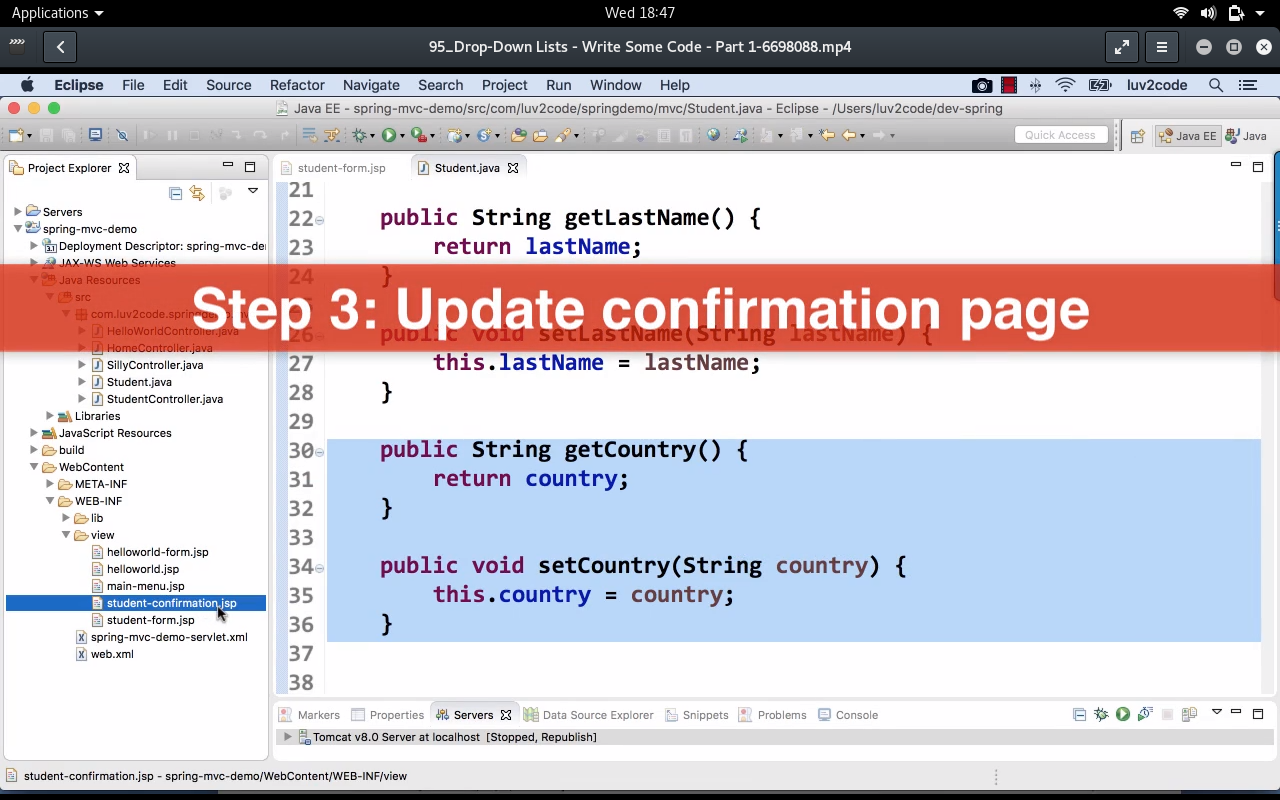 Applications
Wed 18:47
95_Drop-Down Lists - Write Some Code - Part 1-6698088.mp4
Eclipse File Edit Source Refactor Navigate Search Project Run Window Help
luv2code
Java EE - spring-mvc-demo/src/com/luv2code/springdemo/mvc/Student.java - Eclipse - /Users/luv2code/dev-spring
Quick Access
Java EE
Java
Project Explorer
student-form.jsp
Student.java
Servers
spring-mvc-demo
Deployment Descriptor: spring-mvc-de
JAX-WS Web Services
Java Resources
src
com.luv2code.springdemo
HelloWorldController.java
HomeController.java
SillyController.java
Student.java
StudentController.java
Libraries
JavaScript Resources
build
WebContent
META-INF
WEB-INF
lib
view
helloworld-form.jsp
helloworld.jsp
main-menu.jsp
student-confirmation.jsp
student-form.jsp
spring-mvc-demo-servlet.xml
web.xml
21
22 public String getLastName() {
23 return lastName;
24 }
Step 3: Update confirmation page
26 public void setLastName(String lastName) {
27 this.lastName = lastName;
28 }
29
30 public String getCountry() {
31 return country;
32 }
33
34 public void setCountry(String country) {
35 this.country = country;
36 }
37
38
Markers
Properties
Servers
Data Source Explorer
Snippets
Problems
Console
Tomcat v8.0 Server at localhost [Stopped, Republish]
student-confirmation.jsp - spring-mvc-demo/WebContent/WEB-INF/view